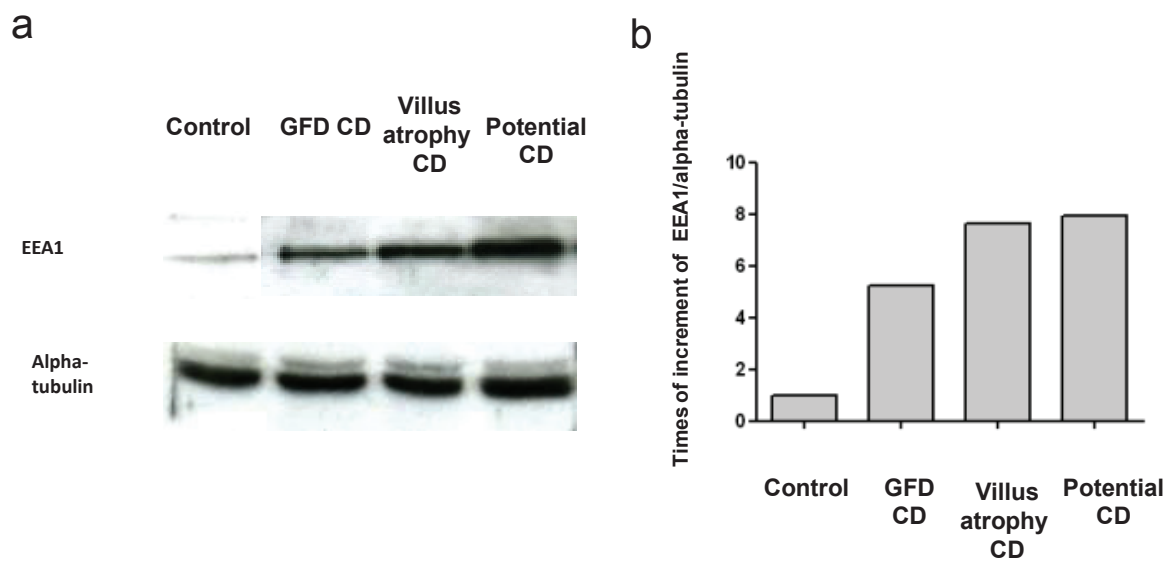 a
Control
GFD CD
Villus
atrophy
CD
Potential
CD
EEA1
Alpha-
tubulin
b
Times of increment of EEA1/alpha-tubulin
10
8
6
4
2
0
Control
GFD
CD
Villus
atrophy
CD
Potential
CD